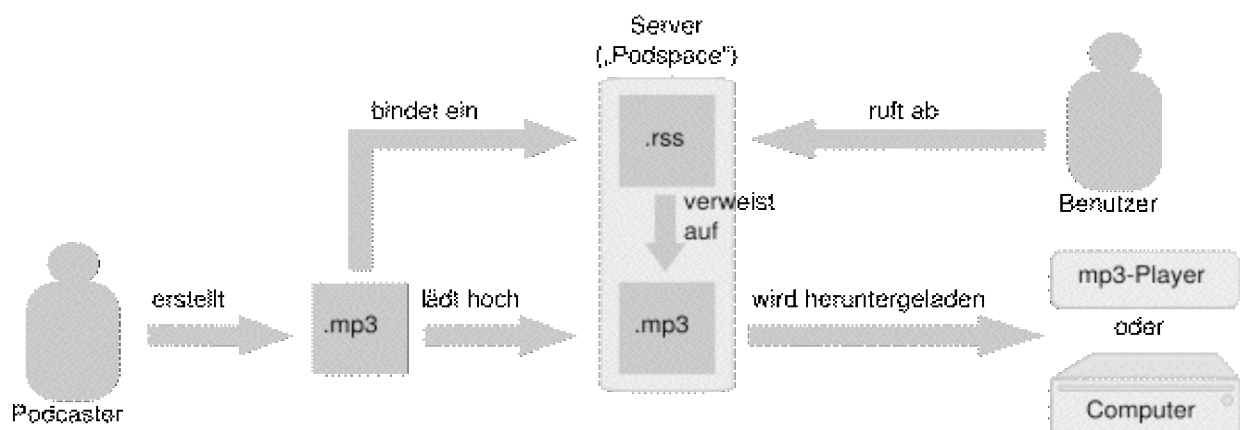 Server
(„Podspace“)
bindet ein
ruft ab
.rss
verweist
auf
Benutzer
erstellt
.mp3
lädt hoch
.mp3
wird heruntergeladen
mp3-Player
oder
Computer
Podcaster